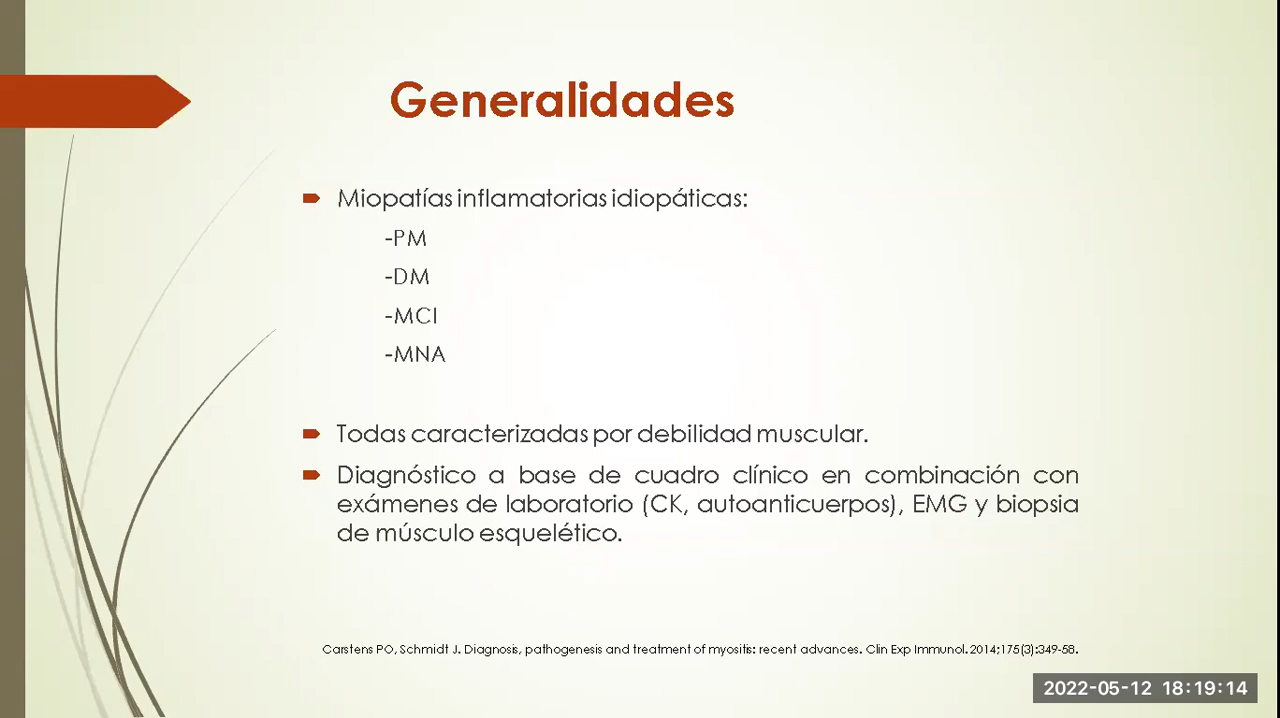 Generalidades
Miopatías inflamatorias idiopáticas:
-PM
-DM
-MCI
-MNA
Todas caracterizadas por debilidad muscular.
Diagnóstico a base de cuadro clínico en combinación con
exámenes de laboratorio (CK, autoanticuerpos), EMG y biopsia
de músculo esquelético.
Carstens PO, Schmidt J. Diagnosis, pathogenesis and treatment of myositis: recent advances. Clin Exp Immunol. 2014;175(3):349-58.
2022-05-12 18:19:14